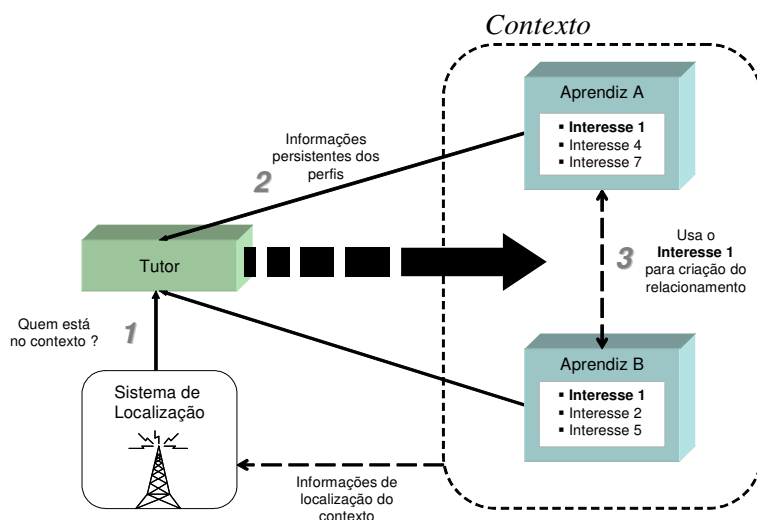 Contexto
Aprendiz A
▪ Interesse 1
▪ Interesse 4
▪ Interesse 7
Informações
persistentes dos
perfis
2
Tutor
3
Usa o
Interesse 1
para criação do
relacionamento
Quem está
no contexto ?
1
Aprendiz B
▪ Interesse 1
▪ Interesse 2
▪ Interesse 5
Sistema de
Localização
Informações de
localização do
contexto